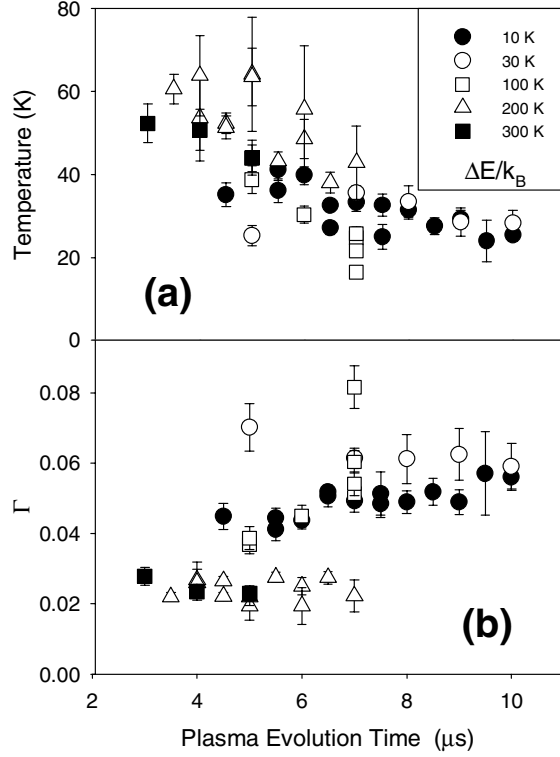 80
60
40
20
0
Temperature (K)
10 K
30 K
100 K
200 K
300 K
ΔE/k_B
(a)
0.08
0.06
0.04
0.02
0.00
Γ
(b)
2 4 6 8 10
Plasma Evolution Time (μs)